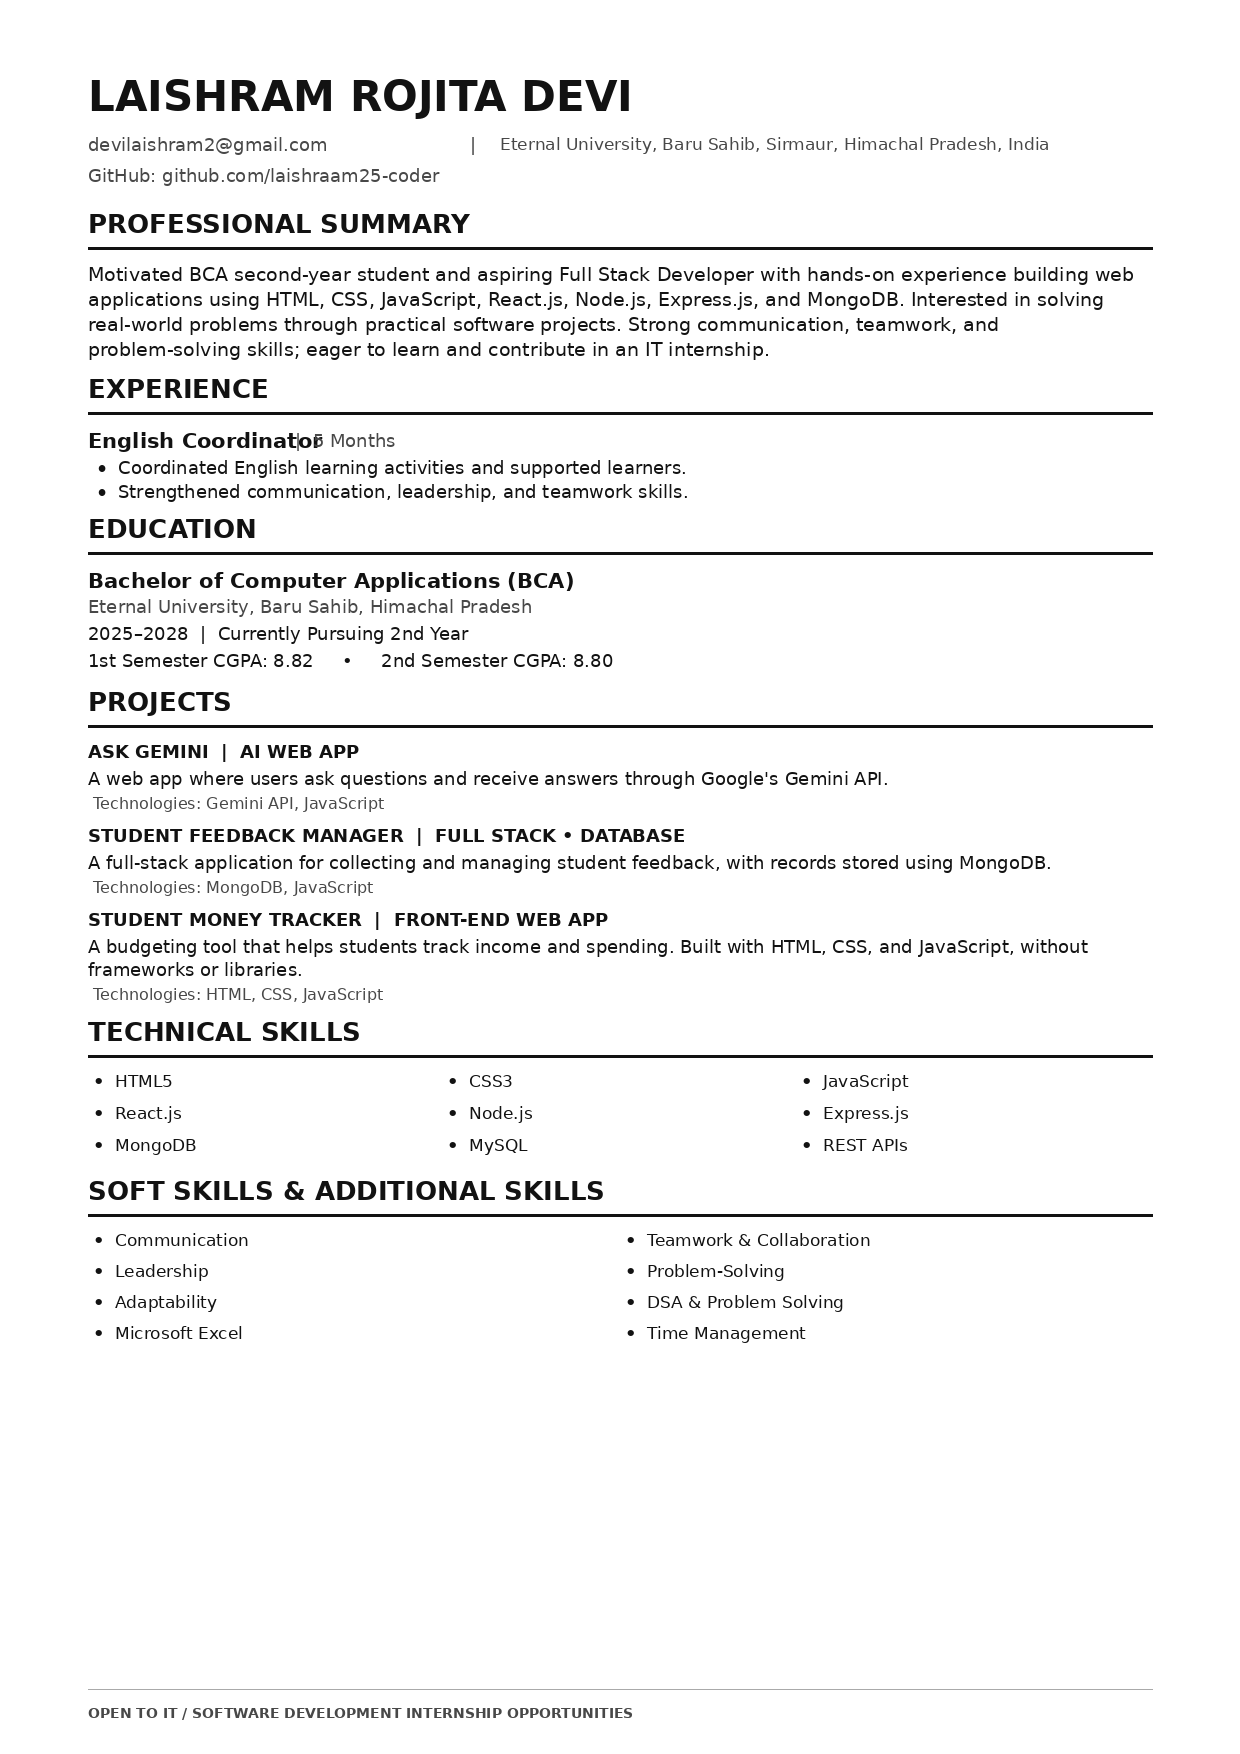 LAISHRAM ROJITA DEVI
devilaishram2@gmail.com | Eternal University, Baru Sahib, Sirmaur, Himachal Pradesh, India
GitHub: github.com/laishraam25-coder
PROFESSIONAL SUMMARY
Motivated BCA second-year student and aspiring Full Stack Developer with hands-on experience building web
applications using HTML, CSS, JavaScript, React.js, Node.js, Express.js, and MongoDB. Interested in solving
real-world problems through practical software projects. Strong communication, teamwork, and
problem-solving skills; eager to learn and contribute in an IT internship.
EXPERIENCE
English Coordinator | Months
• Coordinated English learning activities and supported learners.
• Strengthened communication, leadership, and teamwork skills.
EDUCATION
Bachelor of Computer Applications (BCA)
Eternal University, Baru Sahib, Himachal Pradesh
2025–2028 | Currently Pursuing 2nd Year
1st Semester CGPA: 8.82 • 2nd Semester CGPA: 8.80
PROJECTS
ASK GEMINI | AI WEB APP
A web app where users ask questions and receive answers through Google's Gemini API.
Technologies: Gemini API, JavaScript
STUDENT FEEDBACK MANAGER | FULL STACK • DATABASE
A full-stack application for collecting and managing student feedback, with records stored using MongoDB.
Technologies: MongoDB, JavaScript
STUDENT MONEY TRACKER | FRONT-END WEB APP
A budgeting tool that helps students track income and spending. Built with HTML, CSS, and JavaScript, without
frameworks or libraries.
Technologies: HTML, CSS, JavaScript
TECHNICAL SKILLS
• HTML5 • CSS3 • JavaScript
• React.js • Node.js • Express.js
• MongoDB • MySQL • REST APIs
SOFT SKILLS & ADDITIONAL SKILLS
• Communication • Teamwork & Collaboration
• Leadership • Problem-Solving
• Adaptability • DSA & Problem Solving
• Microsoft Excel • Time Management
OPEN TO IT / SOFTWARE DEVELOPMENT INTERNSHIP OPPORTUNITIES